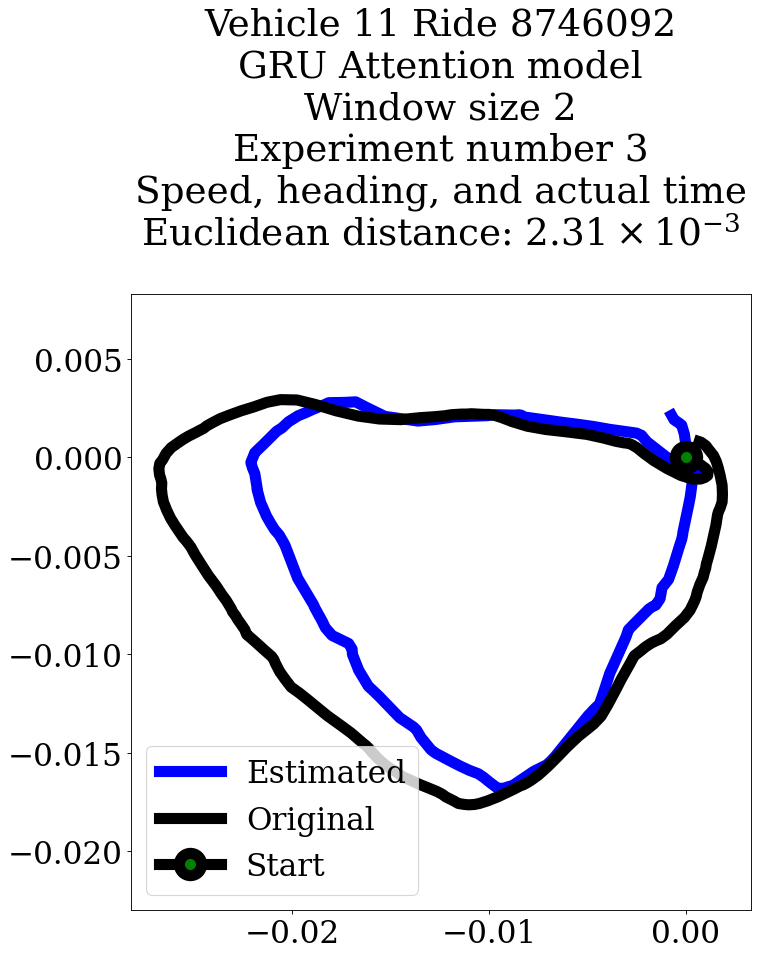 Vehicle 11 Ride 8746092
GRU Attention model
Window size 2
Experiment number 3
Speed, heading, and actual time
Euclidean distance: 2.31 × 10⁻³
0.005
0.000
−0.005
−0.010
−0.015
−0.020
Estimated
Original
Start
−0.02
−0.01
0.00